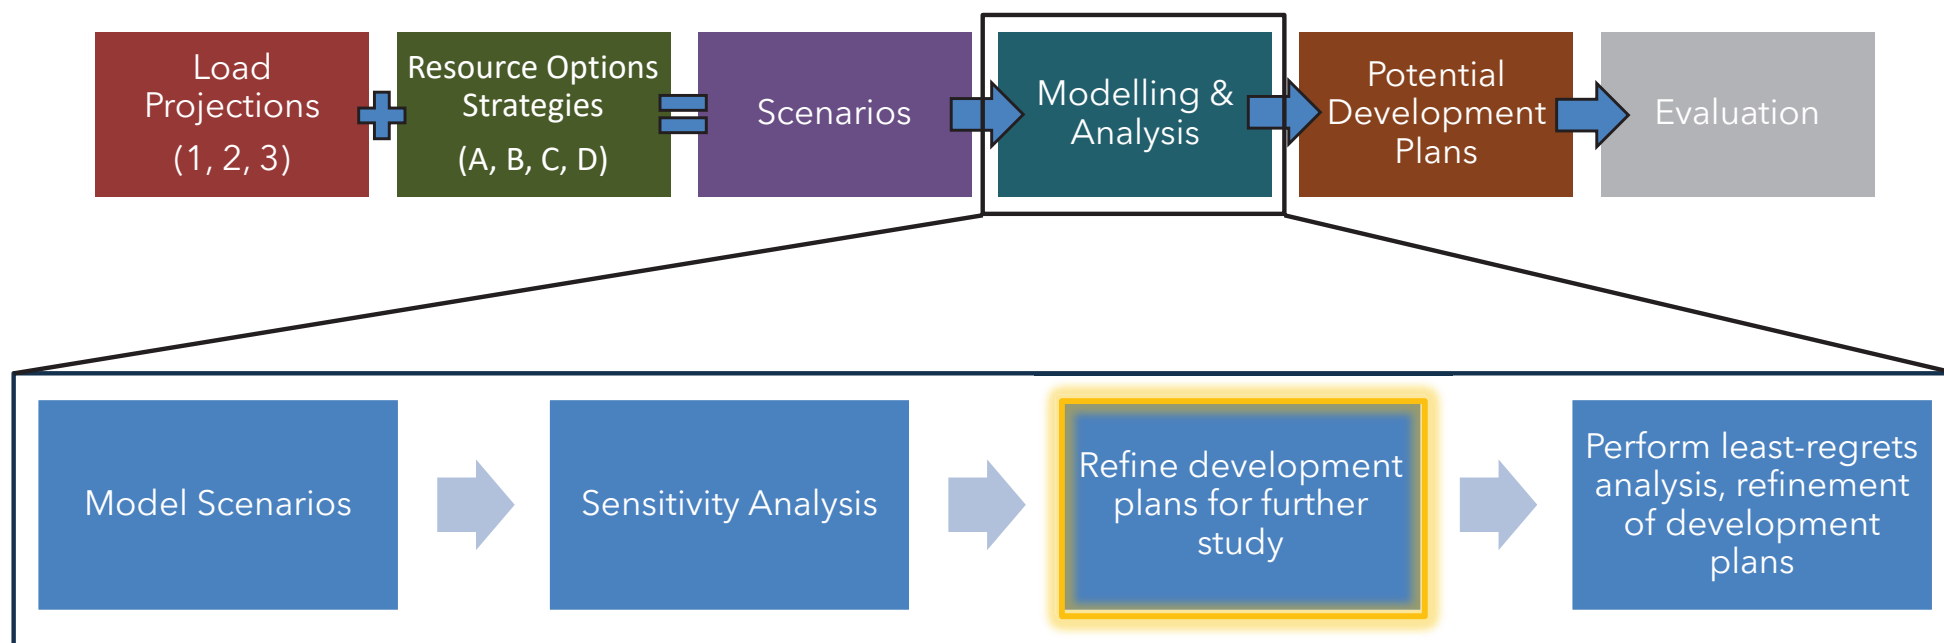 Load
Projections
(1, 2, 3)
Resource Options
Strategies
(A, B, C, D)
Scenarios
Modelling &
Analysis
Potential
Development
Plans
Evaluation
Model Scenarios
Sensitivity Analysis
Refine development
plans for further
study
Perform least-regrets
analysis, refinement
of development
plans